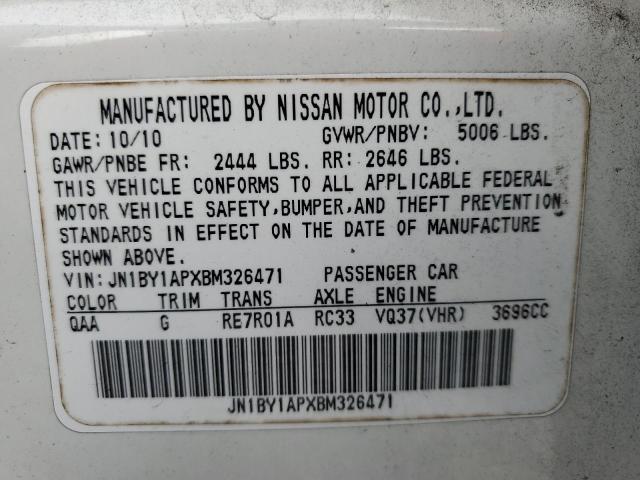 MANUFACTURED BY NISSAN MOTOR CO.,LTD.
DATE: 10/10 GVWR/PNBV: 5006 LBS.
GAWR/PNBE FR: 2444 LBS. RR: 2646 LBS.
THIS VEHICLE CONFORMS TO ALL APPLICABLE FEDERAL
MOTOR VEHICLE SAFETY,BUMPER,AND THEFT PREVENTION
STANDARDS IN EFFECT ON THE DATE OF MANUFACTURE
SHOWN ABOVE.
VIN: JN1BY1APXBM326471 PASSENGER CAR
COLOR TRIM TRANS AXLE ENGINE
QAA G RE7R01A RC33 VQ37(VHR) 3696CC
JN1BY1APXBM326471